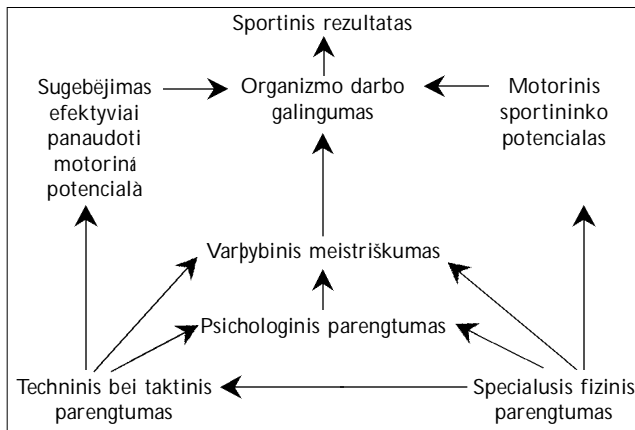 Sportinis rezultatas
Sugebëjimas
efektyviai
panaudoti
motoriná
potencialà
Organizmo darbo
galingumas
Motorinis
sportininko
potencialas
Varþybinis meistriškumas
Psichologinis parengtumas
Techninis bei taktinis
parengtumas
Specialusis fizinis
parengtumas